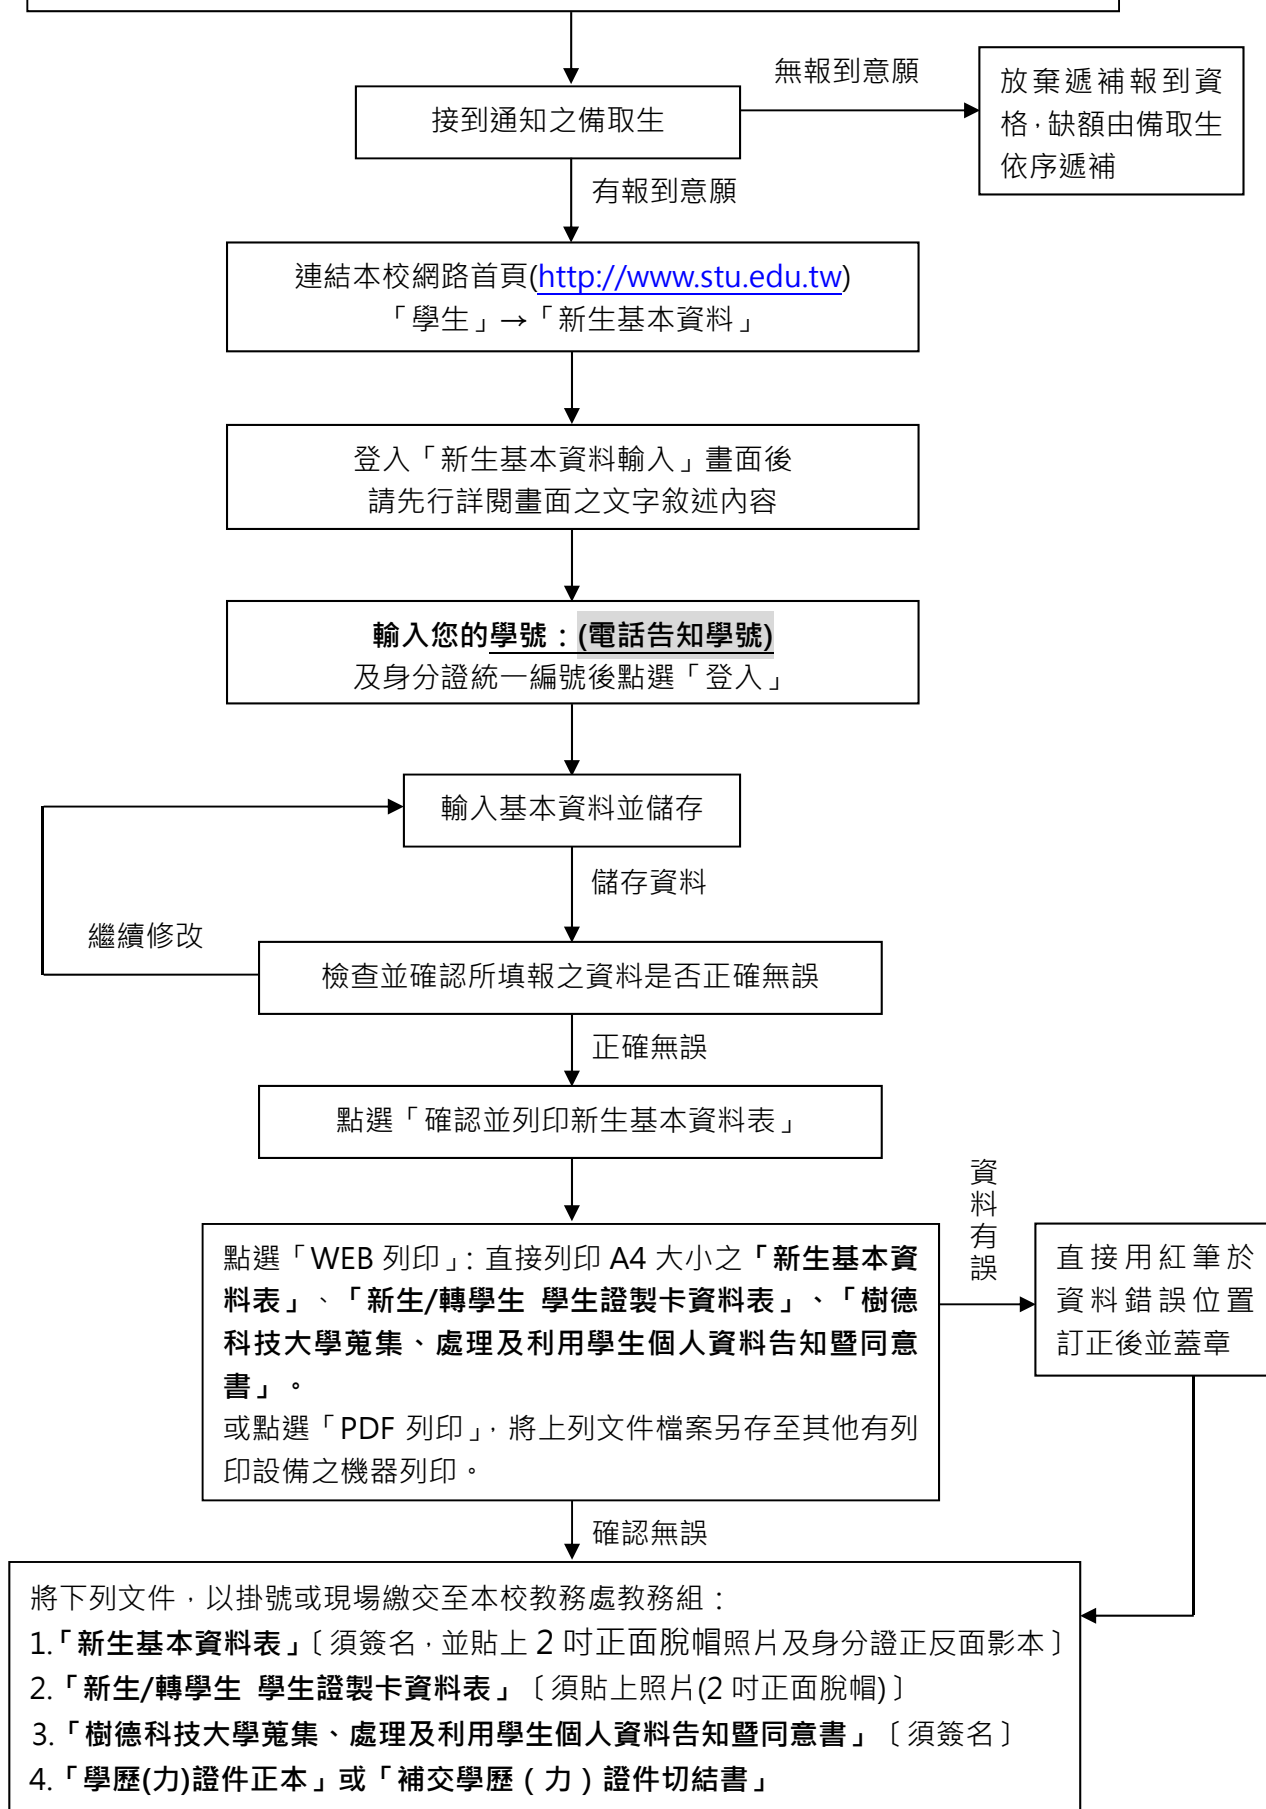 接到通知之備取生
無報到意願
放棄遞補報到資
格，缺額由備取生
依序遞補
有報到意願
連結本校網路首頁(http://www.stu.edu.tw)
「學生」→「新生基本資料」
登入「新生基本資料輸入」畫面後
請先行詳閱畫面之文字敘述內容
輸入您的學號：(電話告知學號)
及身分證統一編號後點選「登入」
輸入基本資料並儲存
儲存資料
繼續修改
檢查並確認所填報之資料是否正確無誤
正確無誤
點選「確認並列印新生基本資料表」
點選「WEB 列印」：直接列印 A4 大小之「新生基本資
料表」、「新生/轉學生 學生證製卡資料表」、「樹德
科技大學蒐集、處理及利用學生個人資料告知暨同意
書」。
或點選「PDF 列印」，將上列文件檔案另存至其他有列
印設備之機器列印。
資料有誤
直接用紅筆於
資料錯誤位置
訂正後並蓋章
確認無誤
將下列文件，以掛號或現場繳交至本校教務處教務組：
1.「新生基本資料表」〔須簽名，並貼上 2 吋正面脫帽照片及身分證正反面影本〕
2.「新生/轉學生 學生證製卡資料表」〔須貼上照片(2 吋正面脫帽)〕
3.「樹德科技大學蒐集、處理及利用學生個人資料告知暨同意書」〔須簽名〕
4.「學歷(力)證件正本」或「補交學歷（力）證件切結書」